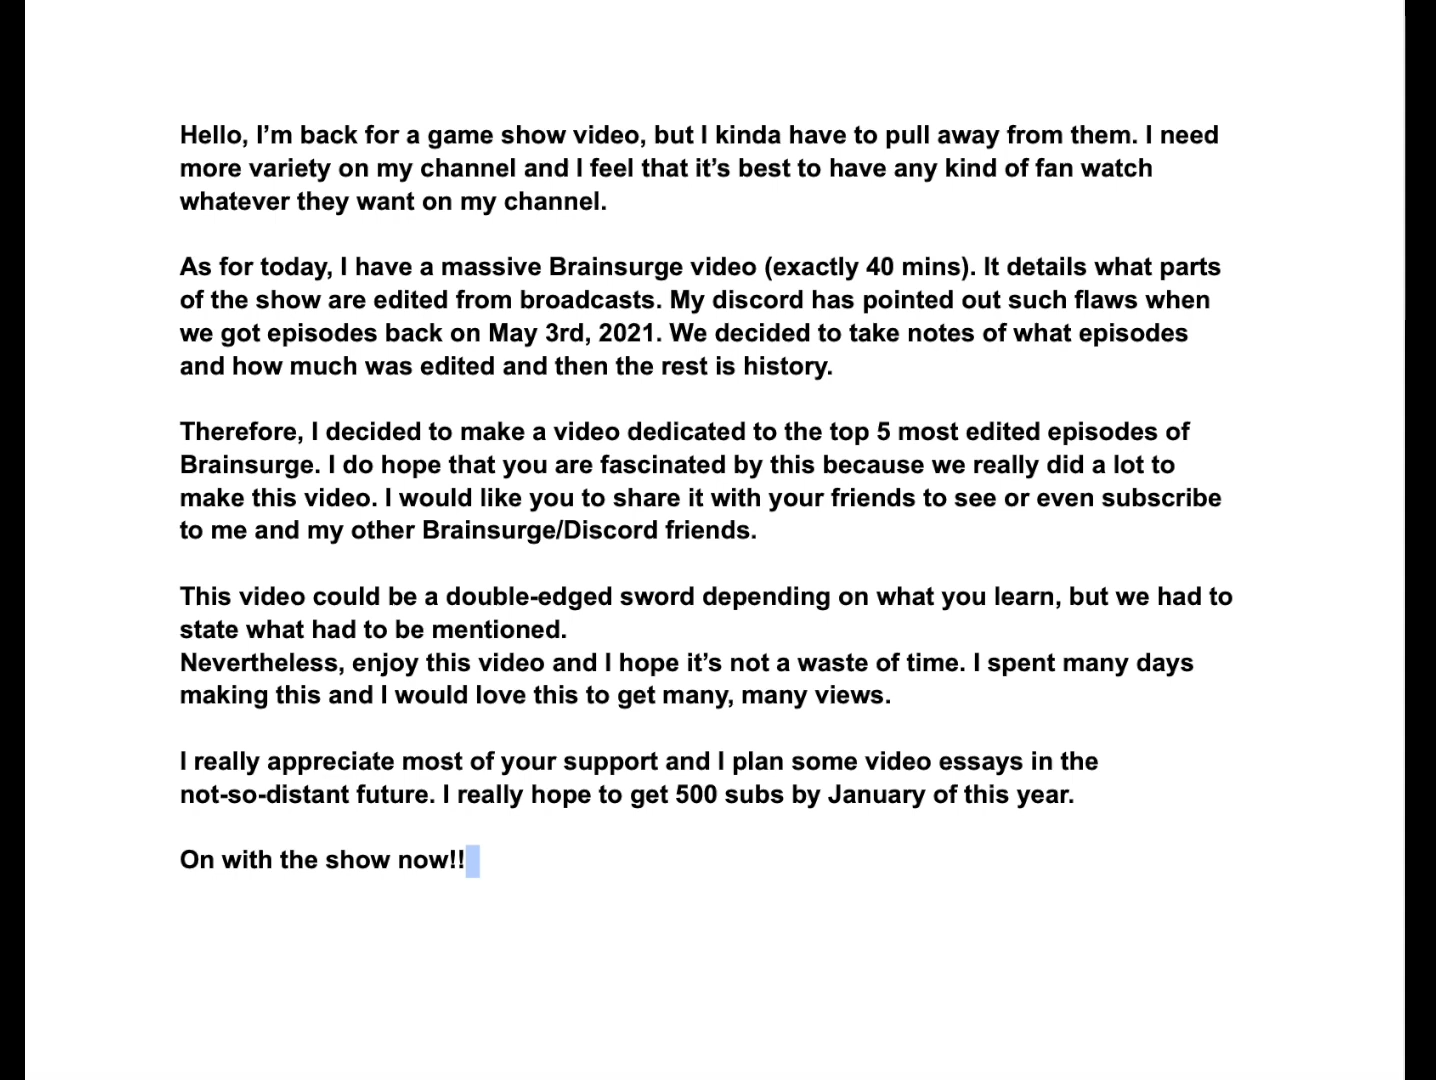 Hello, I’m back for a game show video, but I kinda have to pull away from them. I need
more variety on my channel and I feel that it’s best to have any kind of fan watch
whatever they want on my channel.
As for today, I have a massive Brainsurge video (exactly 40 mins). It details what parts
of the show are edited from broadcasts. My discord has pointed out such flaws when
we got episodes back on May 3rd, 2021. We decided to take notes of what episodes
and how much was edited and then the rest is history.
Therefore, I decided to make a video dedicated to the top 5 most edited episodes of
Brainsurge. I do hope that you are fascinated by this because we really did a lot to
make this video. I would like you to share it with your friends to see or even subscribe
to me and my other Brainsurge/Discord friends.
This video could be a double-edged sword depending on what you learn, but we had to
state what had to be mentioned.
Nevertheless, enjoy this video and I hope it’s not a waste of time. I spent many days
making this and I would love this to get many, many views.
I really appreciate most of your support and I plan some video essays in the
not-so-distant future. I really hope to get 500 subs by January of this year.
On with the show now!!